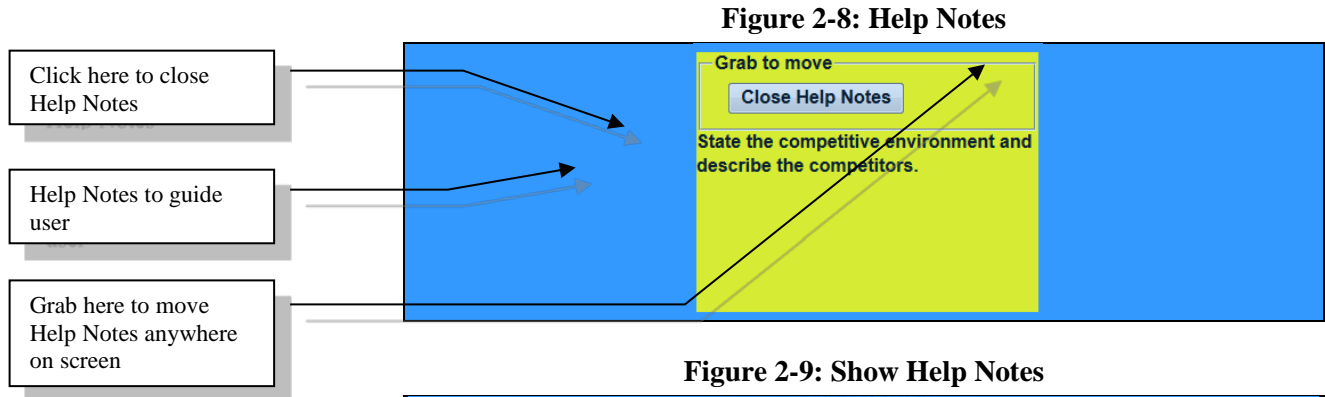 Figure 2-8: Help Notes
Click here to close
Help Notes
Grab to move
Close Help Notes
State the competitive environment and
describe the competitors.
Help Notes to guide
user
Grab here to move
Help Notes anywhere
on screen
Figure 2-9: Show Help Notes